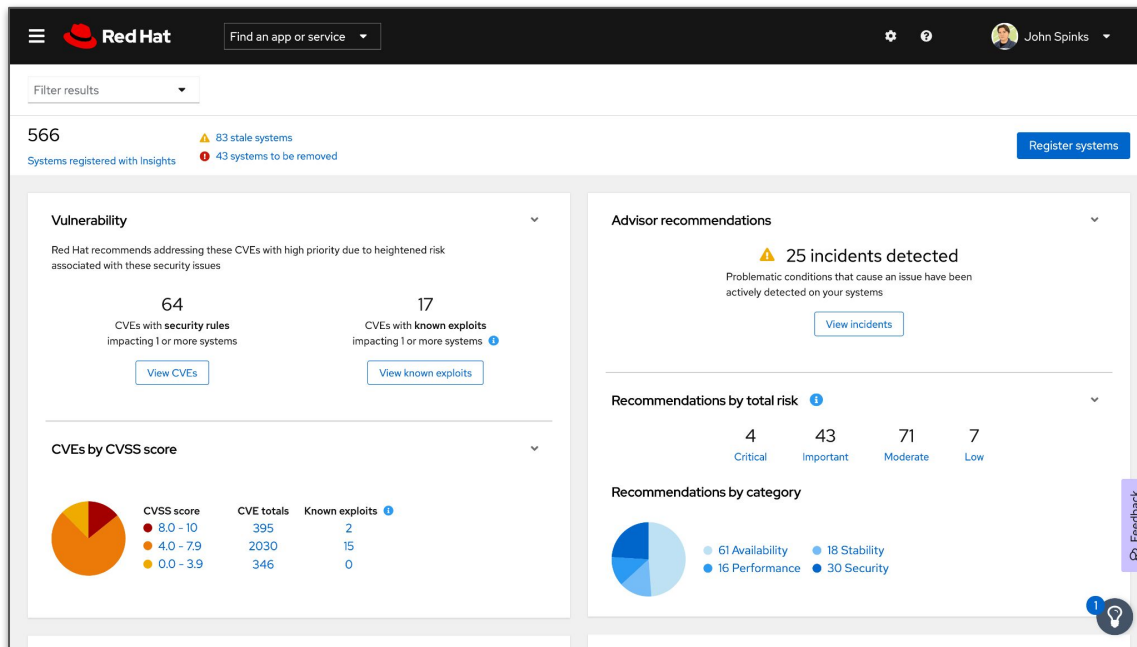 Red Hat
Find an app or service
John Spinks
Filter results
566
Systems registered with Insights
83 stale systems
43 systems to be removed
Register systems
Vulnerability
Red Hat recommends addressing these CVEs with high priority due to heightened risk
associated with these security issues
64
CVEs with security rules
impacting 1 or more systems
View CVEs
17
CVEs with known exploits
impacting 1 or more systems
View known exploits
CVEs by CVSS score
CVSS score CVE totals Known exploits
8.0 - 10 395 2
4.0 - 7.9 2030 15
0.0 - 3.9 346 0
Advisor recommendations
25 incidents detected
Problematic conditions that cause an issue have been
actively detected on your systems
View incidents
Recommendations by total risk
4 43 71 7
Critical Important Moderate Low
Recommendations by category
61 Availability 18 Stability
16 Performance 30 Security
Feedback
1